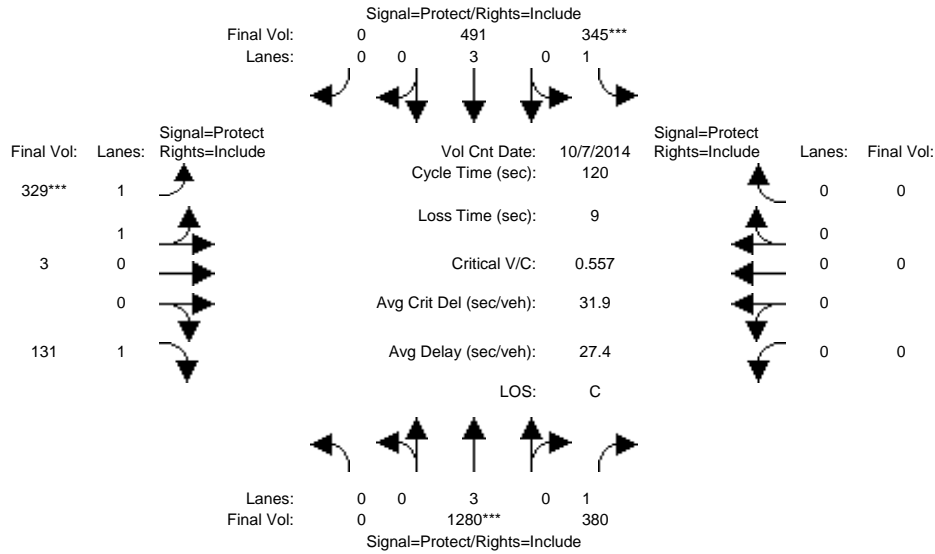 Signal=Protect/Rights=Include
Final Vol: 0 491 345***
Lanes: 0 0 3 0 1
Signal=Protect
Final Vol: Lanes: Rights=Include
Vol Cnt Date: 10/7/2014
Signal=Protect
Rights=Include Lanes: Final Vol:
Cycle Time (sec): 120
329*** 1
0 0
Loss Time (sec): 9
1
0
3 0
Critical V/C: 0.557
0 0
0
Avg Crit Del (sec/veh): 31.9
0
131 1
Avg Delay (sec/veh): 27.4
0 0
LOS: C
Lanes: 0 0 3 0 1
Final Vol: 0 1280*** 380
Signal=Protect/Rights=Include